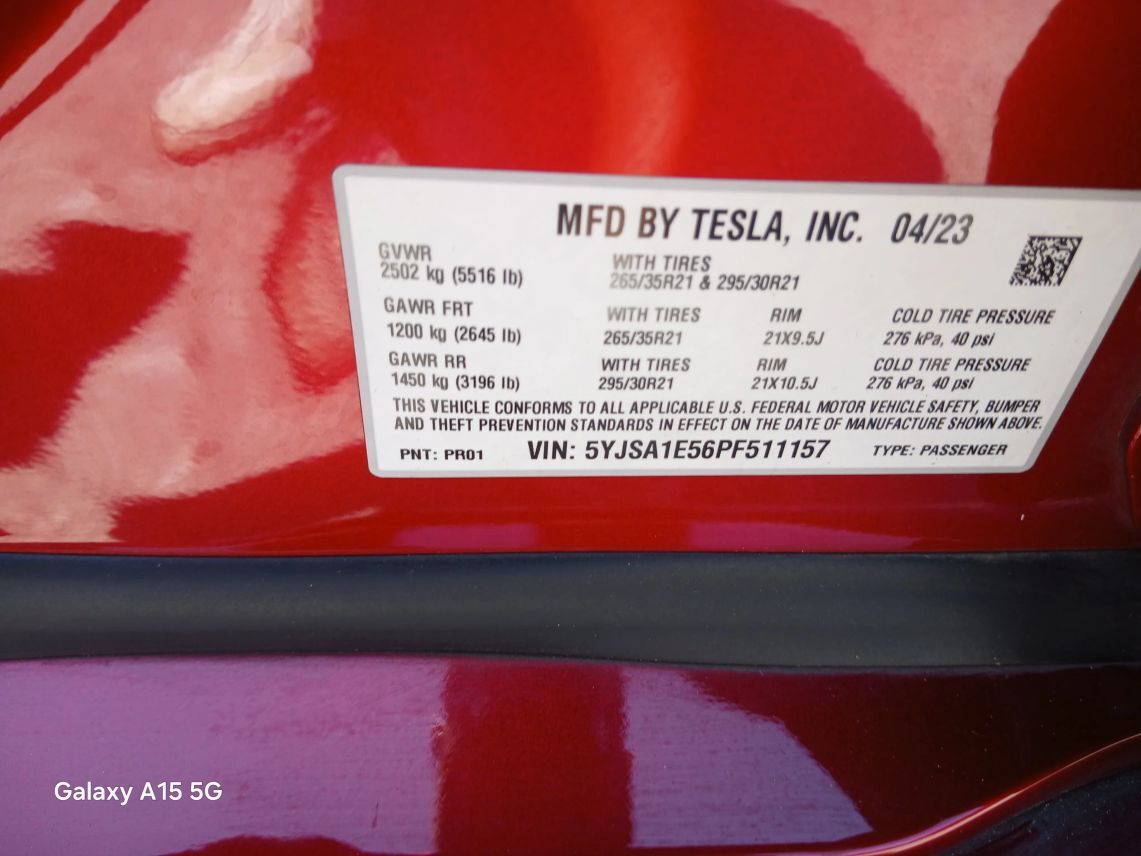 MFD BY TESLA, INC. 04/23
GVWR
2502 kg (5516 lb)
WITH TIRES
265/35R21 & 295/30R21
GAWR FRT WITH TIRES RIM COLD TIRE PRESSURE
1200 kg (2645 lb) 265/35R21 21X9.5J 276 kPa, 40 psi
GAWR RR WITH TIRES RIM COLD TIRE PRESSURE
1450 kg (3196 lb) 295/30R21 21X10.5J 276 kPa, 40 psi
THIS VEHICLE CONFORMS TO ALL APPLICABLE U.S. FEDERAL MOTOR VEHICLE SAFETY, BUMPER
AND THEFT PREVENTION STANDARDS IN EFFECT ON THE DATE OF MANUFACTURE SHOWN ABOVE.
PNT: PR01 VIN: 5YJSA1E56PF511157 TYPE: PASSENGER
Galaxy A15 5G